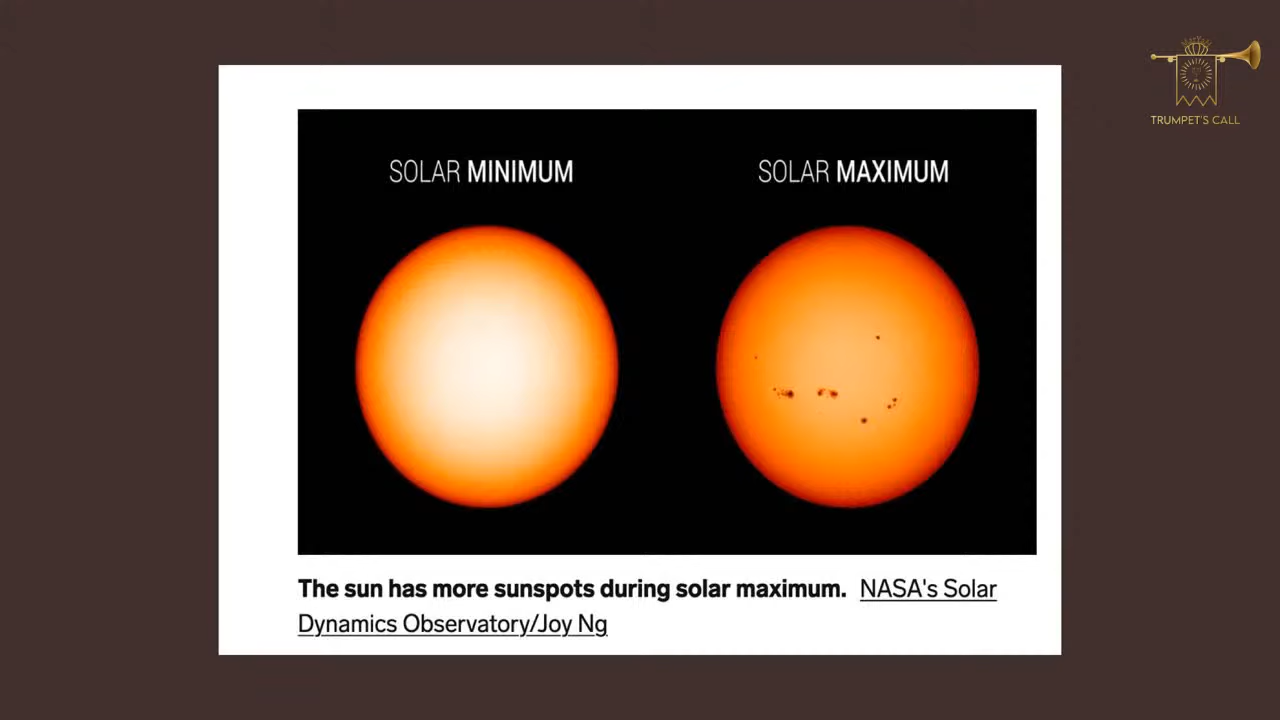 SOLAR MINIMUM
SOLAR MAXIMUM
TRUMPET'S CALL
The sun has more sunspots during solar maximum. NASA's Solar
Dynamics Observatory/Joy Ng